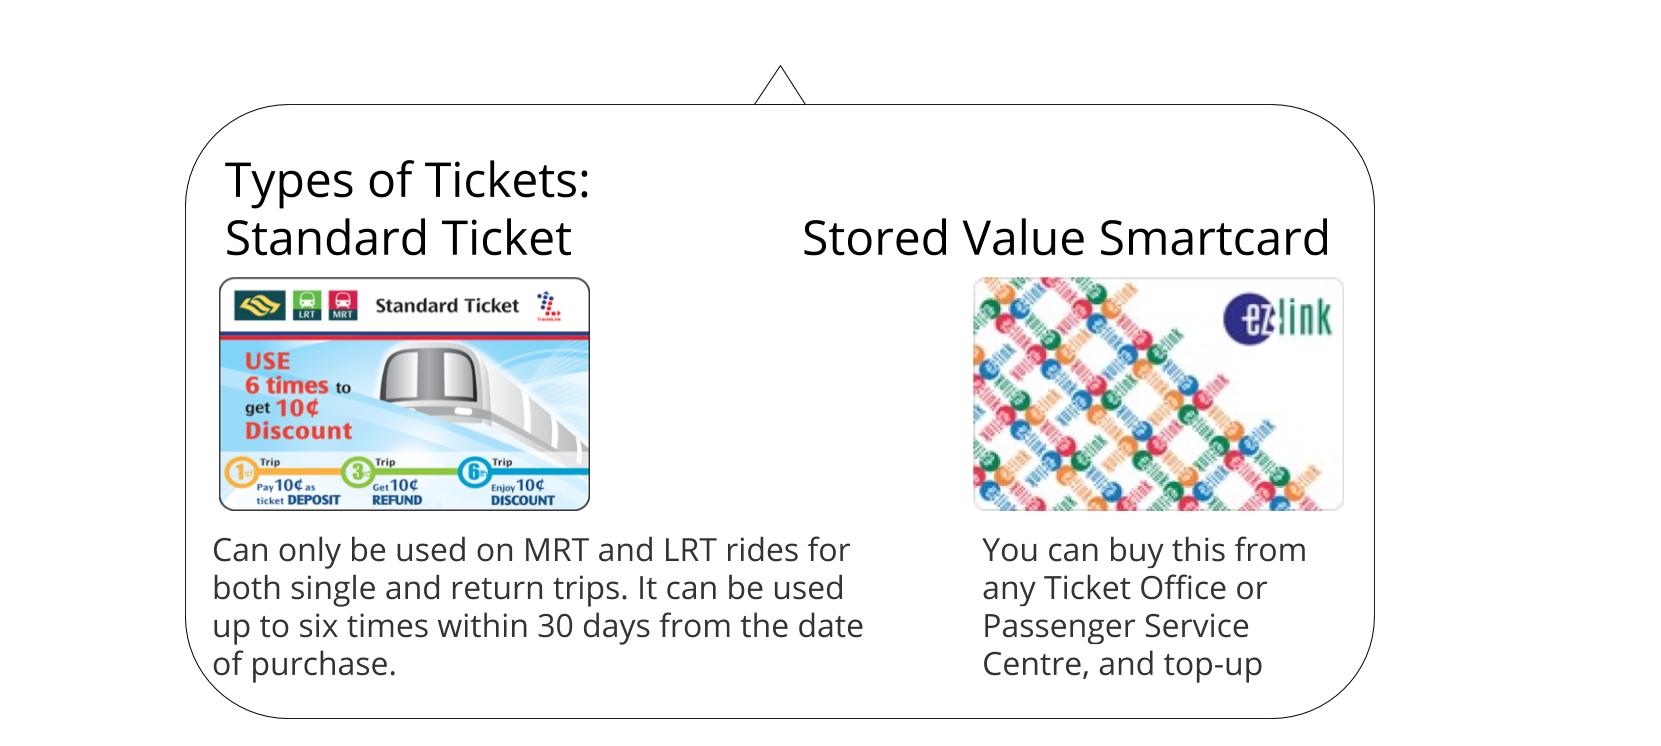 Types of Tickets:
Standard Ticket
Stored Value Smartcard
LRT
MRT
Standard Ticket
TransitLink
USE
6 times to
get 10¢
Discount
1st Trip
Pay 10¢ as
ticket DEPOSIT
3rd Trip
Get 10¢
REFUND
6th Trip
Enjoy 10¢
DISCOUNT
ez link
Can only be used on MRT and LRT rides for
both single and return trips. It can be used
up to six times within 30 days from the date
of purchase.
You can buy this from
any Ticket Office or
Passenger Service
Centre, and top-up